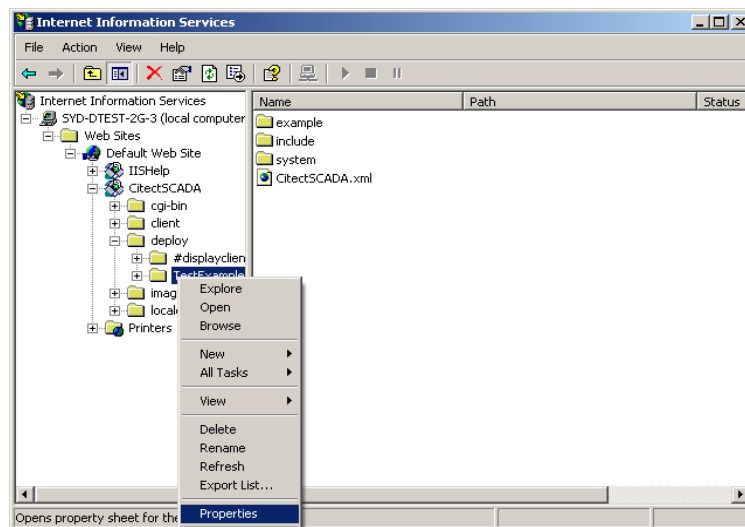 Internet Information Services
File Action View Help
Internet Information Services
SYD-DTEST-2G-3 (local computer
Web Sites
Default Web Site
IISHelp
CitectSCADA
cgi-bin
client
deploy
#displayclien
TestExample
imag
local
Printers
Name Path Status
example
include
system
CitectSCADA.xml
Explore
Open
Browse
New
All Tasks
View
Delete
Rename
Refresh
Export List...
Properties
Opens property sheet for the